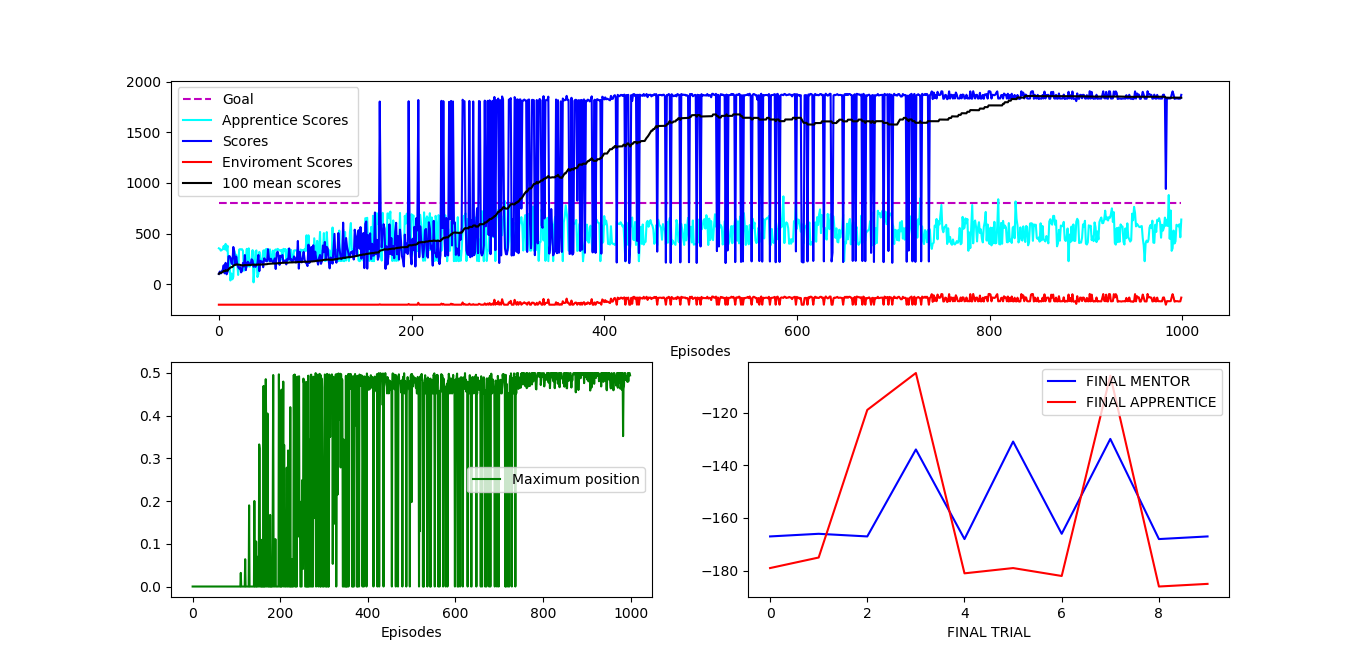 2000
1500
1000
500
0
Goal
Apprentice Scores
Scores
Enviroment Scores
100 mean scores
0 200 400 600 800 1000
Episodes
0.5
0.4
0.3
0.2
0.1
0.0
Maximum position
0 200 400 600 800 1000
Episodes
−120
−140
−160
−180
FINAL MENTOR
FINAL APPRENTICE
0 2 4 6 8
FINAL TRIAL